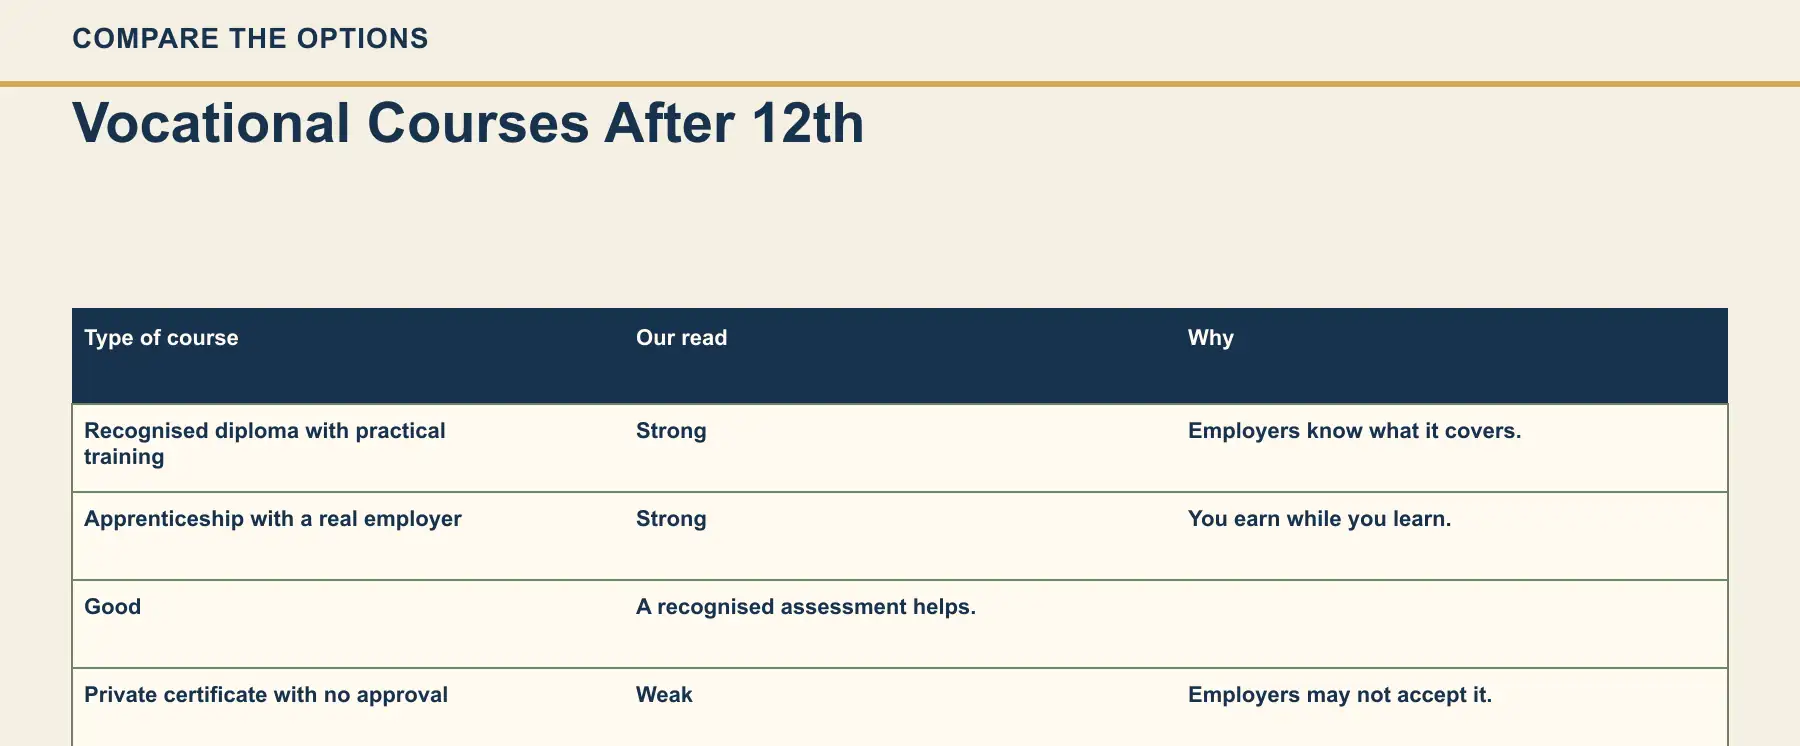 COMPARE THE OPTIONS
Vocational Courses After 12th
Type of course Our read Why
Recognised diploma with practical Strong Employers know what it covers.
training
Apprenticeship with a real employer Strong You earn while you learn.
Good A recognised assessment helps.
Private certificate with no approval Weak Employers may not accept it.